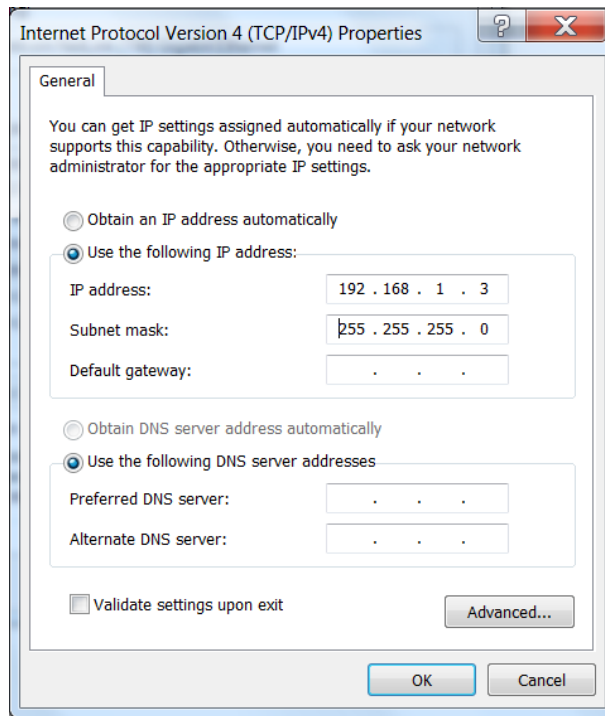 Internet Protocol Version 4 (TCP/IPv4) Properties
General
You can get IP settings assigned automatically if your network
supports this capability. Otherwise, you need to ask your network
administrator for the appropriate IP settings.
Obtain an IP address automatically
Use the following IP address:
IP address: 192 . 168 . 1 . 3
Subnet mask: 255 . 255 . 255 . 0
Default gateway: . . .
Obtain DNS server address automatically
Use the following DNS server addresses
Preferred DNS server: . . .
Alternate DNS server: . . .
Validate settings upon exit
Advanced...
OK Cancel